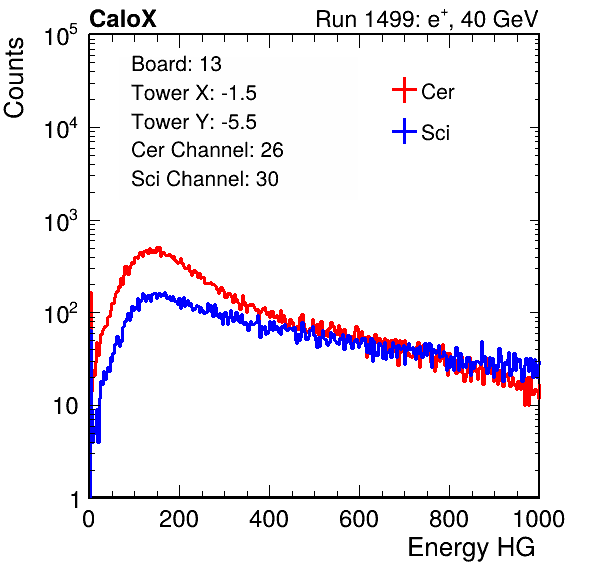 CaloX Run 1499: e⁺, 40 GeV
Counts
10⁵
10⁴
10³
10²
10
1
Board: 13
Tower X: -1.5
Tower Y: -5.5
Cer Channel: 26
Sci Channel: 30
Cer
Sci
0 200 400 600 800 1000
Energy HG